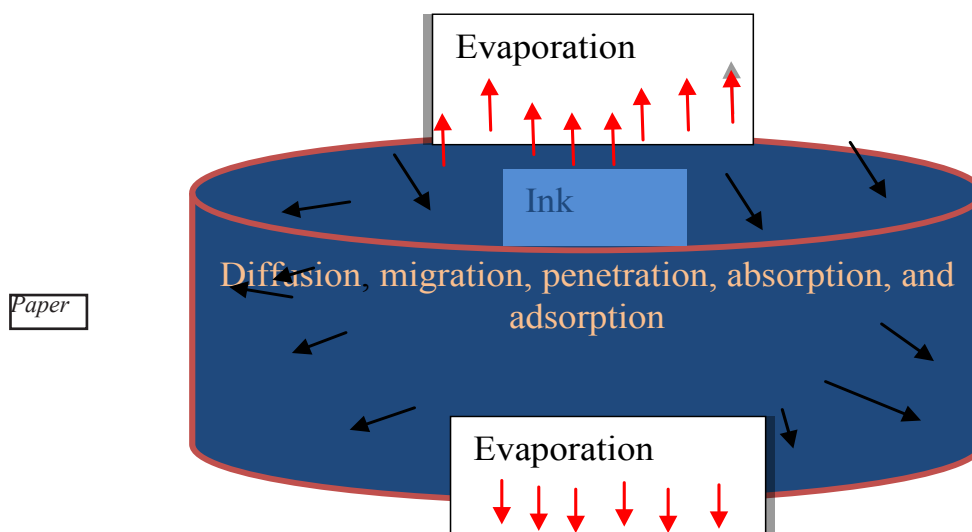 Evaporation
Ink
Diffusion, migration, penetration, absorption, and
adsorption
Paper
Evaporation